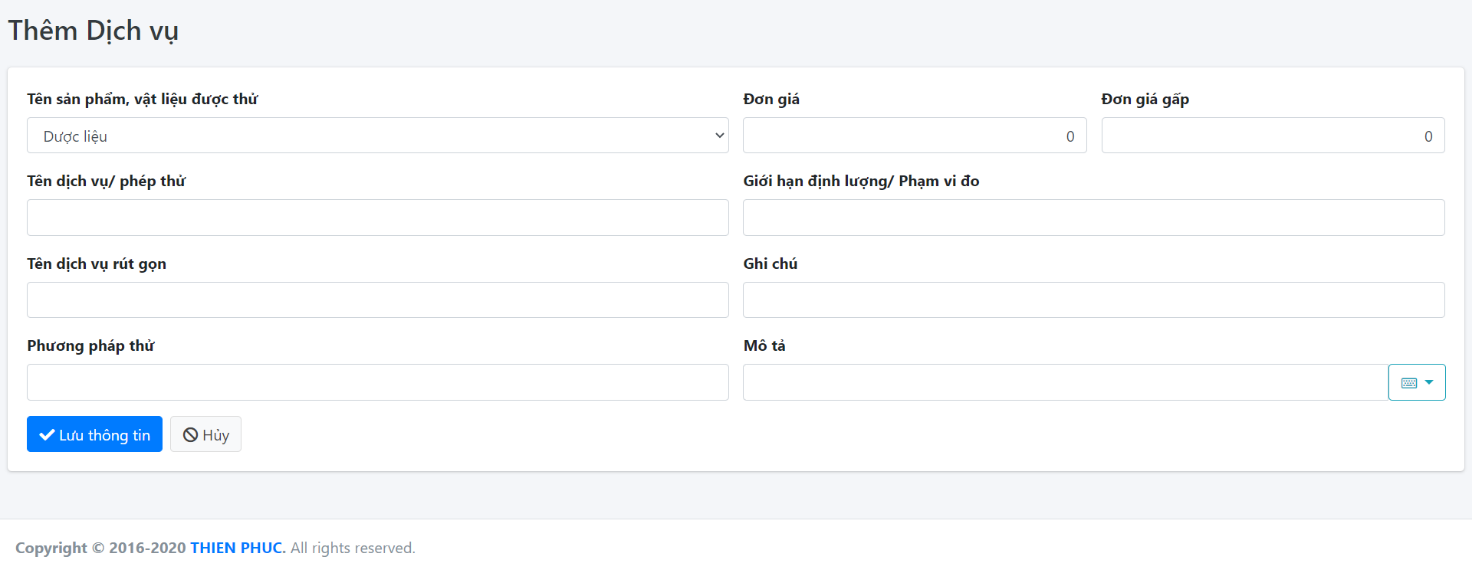 Thêm Dịch vụ
Tên sản phẩm, vật liệu được thử
Đơn giá
Đơn giá gấp
Dược liệu
0
0
Tên dịch vụ/ phép thử
Giới hạn định lượng/ Phạm vi đo
Tên dịch vụ rút gọn
Ghi chú
Phương pháp thử
Mô tả
Lưu thông tin
Hủy
Copyright © 2016-2020 THIEN PHUC. All rights reserved.